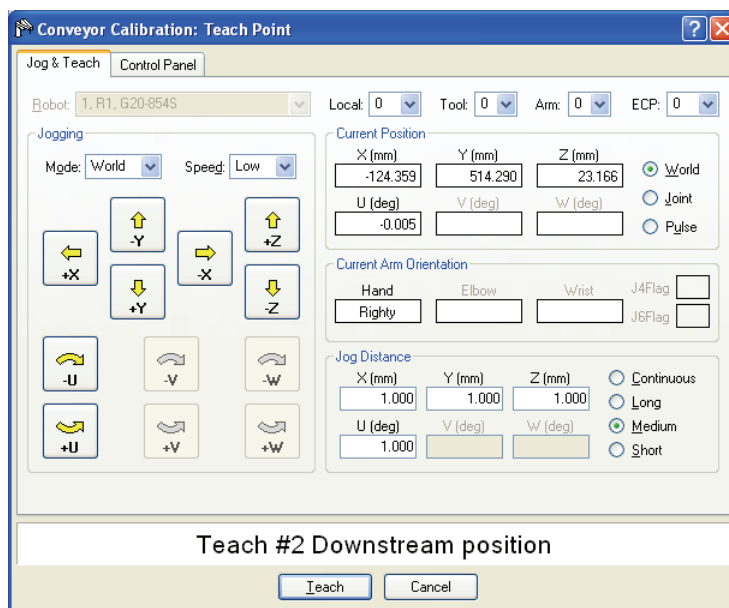 Conveyor Calibration: Teach Point
Jog & Teach Control Panel
Robot: 1, R1, G20-854S Local: 0 Tool: 0 Arm: 0 ECP: 0
Jogging
Mode: World Speed: Low
-Y
+Z
+X
-X
+Y
-Z
-U
-V
-W
+U
+V
+W
Current Position
X (mm) Y (mm) Z (mm)
-124.359 514.290 23.166
U (deg) V (deg) W (deg)
-0.005
World
Joint
Pulse
Current Arm Orientation
Hand Elbow Wrist
Righty
J4Flag
J6Flag
Jog Distance
X (mm) Y (mm) Z (mm)
1.000 1.000 1.000
U (deg) V (deg) W (deg)
1.000
Continuous
Long
Medium
Short
Teach #2 Downstream position
Teach Cancel